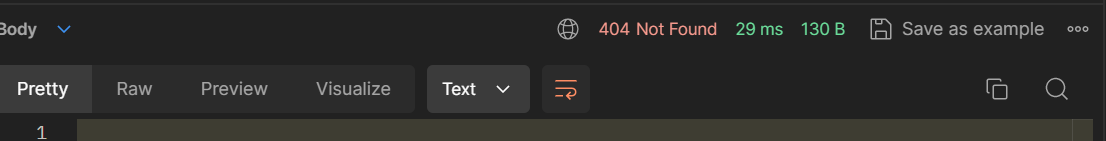 Body 404 Not Found 29 ms 130 B Save as example
Pretty Raw Preview Visualize Text
1